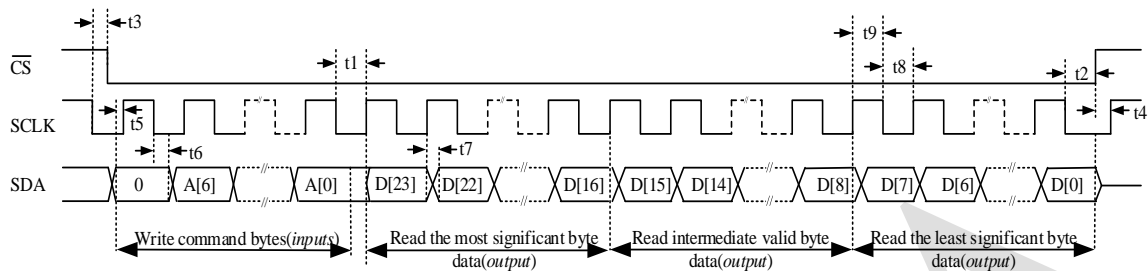 t3
t9
CS
t1
t8
t2
SCLK
t5
t4
t6
t7
SDA
0
A[6]
A[0]
D[23]
D[22]
D[16]
D[15]
D[14]
D[8]
D[7]
D[6]
D[0]
Write command bytes(inputs)
Read the most significant byte
data(output)
Read intermediate valid byte
data(output)
Read the least significant byte
data(output)